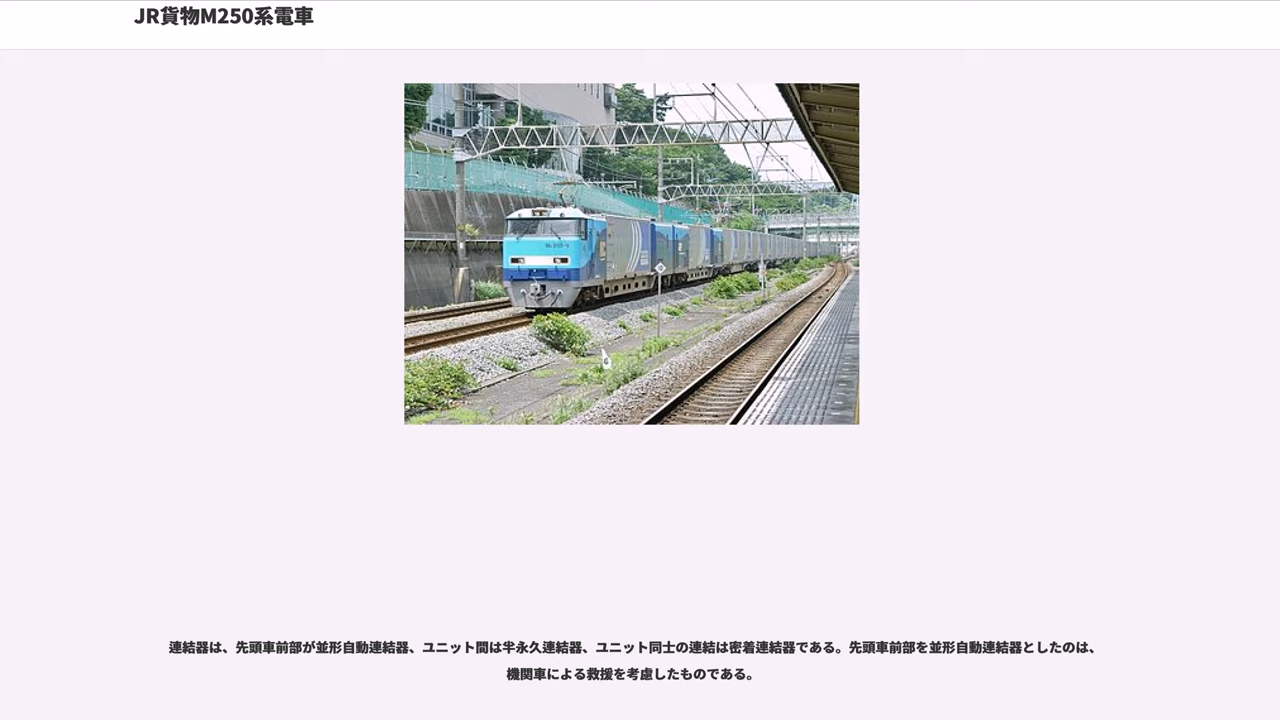 JR貨物M250系電車
連結器は、先頭車前部が並形自動連結器、ユニット間は半永久連結器、ユニット同士の連結は密着連結器である。先頭車前部を並形自動連結器としたのは、
機関車による救援を考慮したものである。